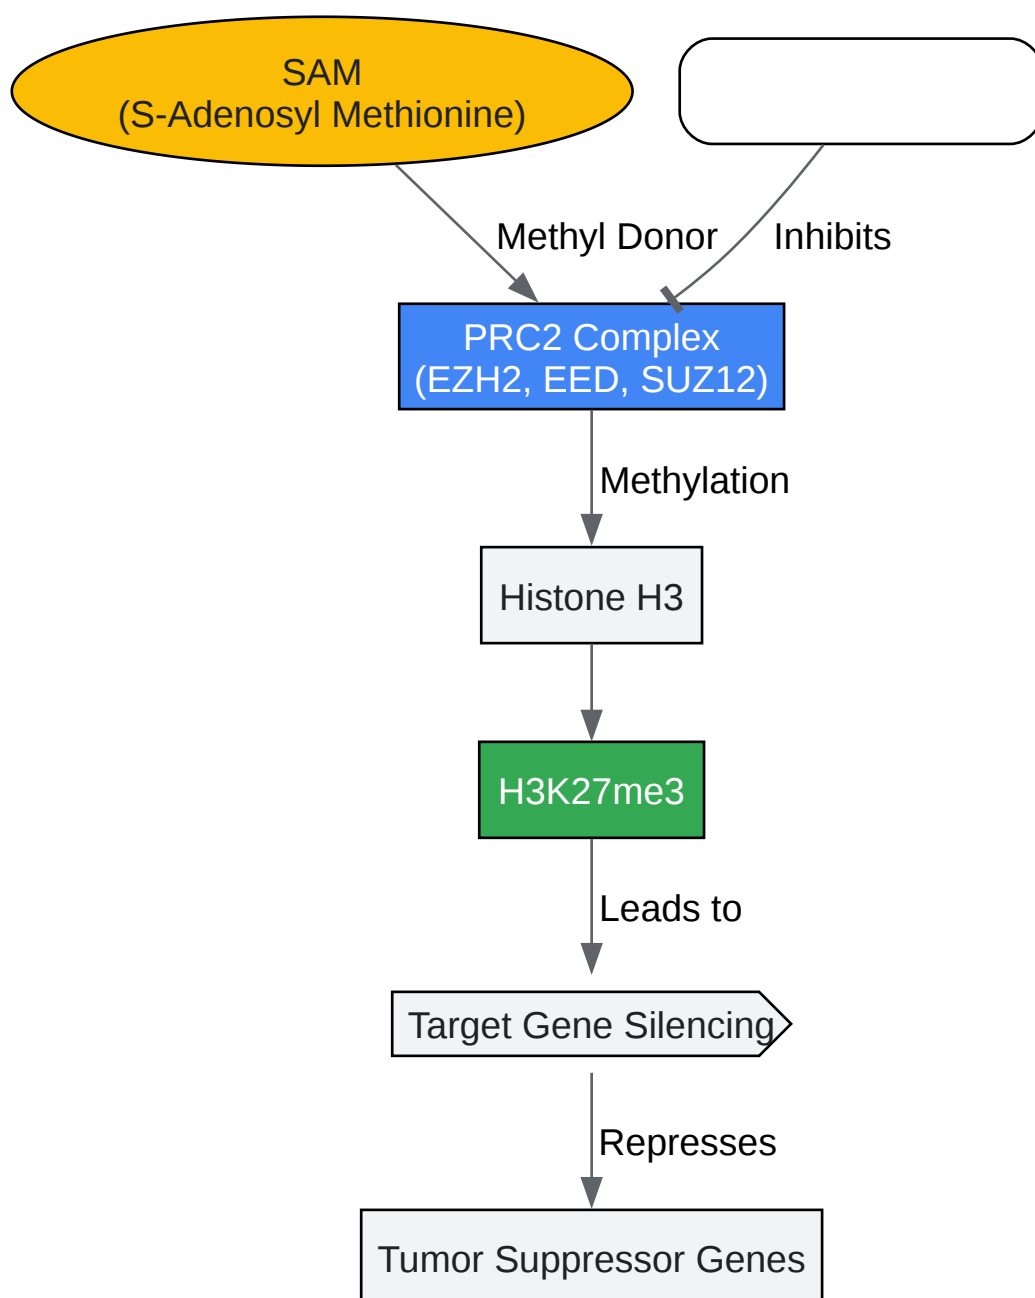 SAM
(S-Adenosyl Methionine)
Methyl Donor
Inhibits
PRC2 Complex
(EZH2, EED, SUZ12)
Methylation
Histone H3
H3K27me3
Leads to
Target Gene Silencing
Represses
Tumor Suppressor Genes